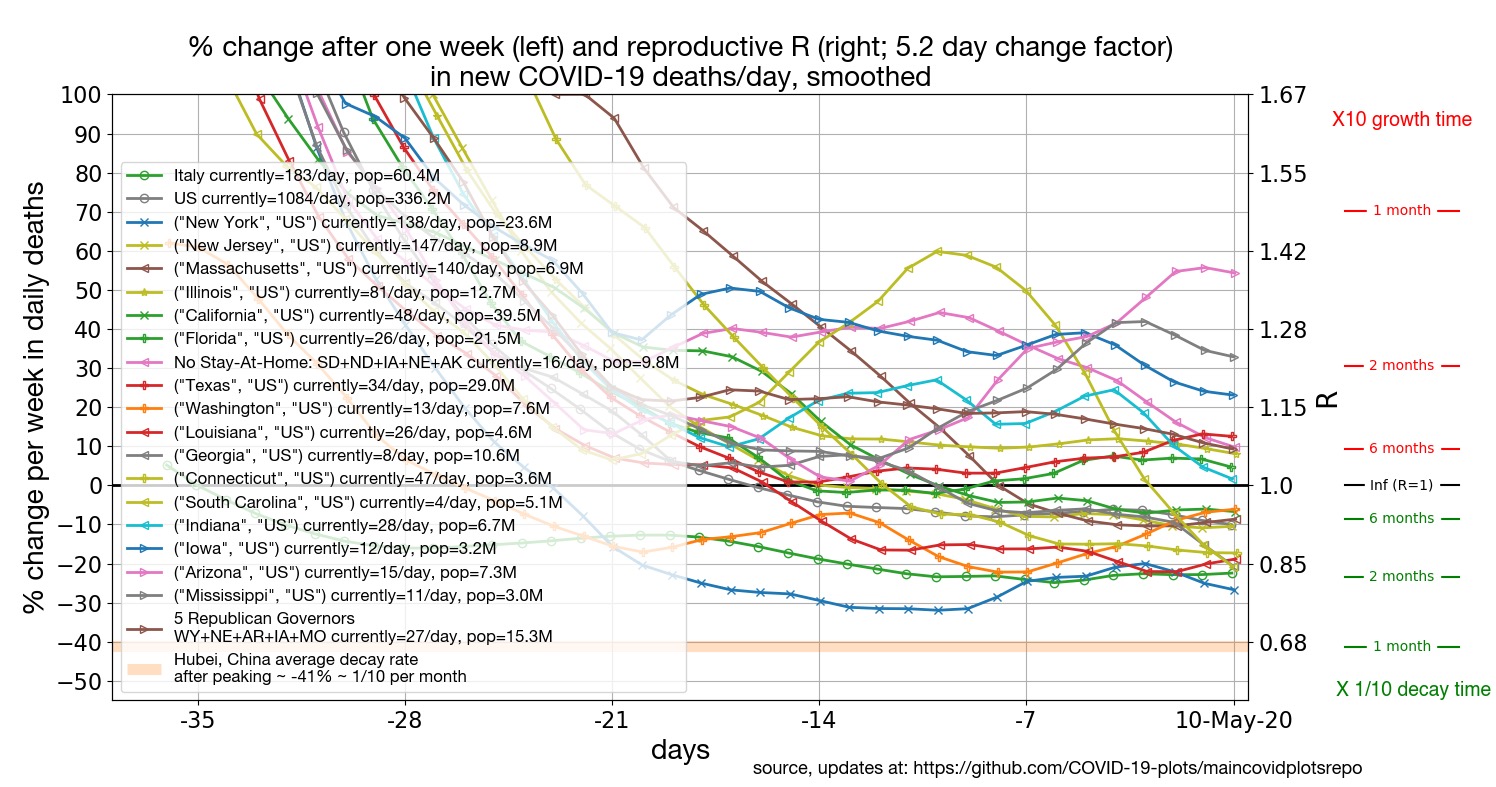 % change after one week (left) and reproductive R (right; 5.2 day change factor)
in new COVID-19 deaths/day, smoothed
% change per week in daily deaths
100
90
80
70
60
50
40
30
20
10
0
−10
−20
−30
−40
−50
Italy currently=183/day, pop=60.4M
US currently=1084/day, pop=336.2M
("New York", "US") currently=138/day, pop=23.6M
("New Jersey", "US") currently=147/day, pop=8.9M
("Massachusetts", "US") currently=140/day, pop=6.9M
("Illinois", "US") currently=81/day, pop=12.7M
("California", "US") currently=48/day, pop=39.5M
("Florida", "US") currently=26/day, pop=21.5M
No Stay-At-Home: SD+ND+IA+NE+AK currently=16/day, pop=9.8M
("Texas", "US") currently=34/day, pop=29.0M
("Washington", "US") currently=13/day, pop=7.6M
("Louisiana", "US") currently=26/day, pop=4.6M
("Georgia", "US") currently=8/day, pop=10.6M
("Connecticut", "US") currently=47/day, pop=3.6M
("South Carolina", "US") currently=4/day, pop=5.1M
("Indiana", "US") currently=28/day, pop=6.7M
("Iowa", "US") currently=12/day, pop=3.2M
("Arizona", "US") currently=15/day, pop=7.3M
("Mississippi", "US") currently=11/day, pop=3.0M
5 Republican Governors
WY+NE+AR+IA+MO currently=27/day, pop=15.3M
Hubei, China average decay rate
after peaking ~ -41% ~ 1/10 per month
1.67
1.55
1.42
1.28
1.15
1.0
0.85
0.68
R
X10 growth time
1 month
2 months
6 months
Inf (R=1)
6 months
2 months
1 month
X 1/10 decay time
-35
-28
-21
-14
-7
10-May-20
days
source, updates at: https://github.com/COVID-19-plots/maincovidplotsrepo